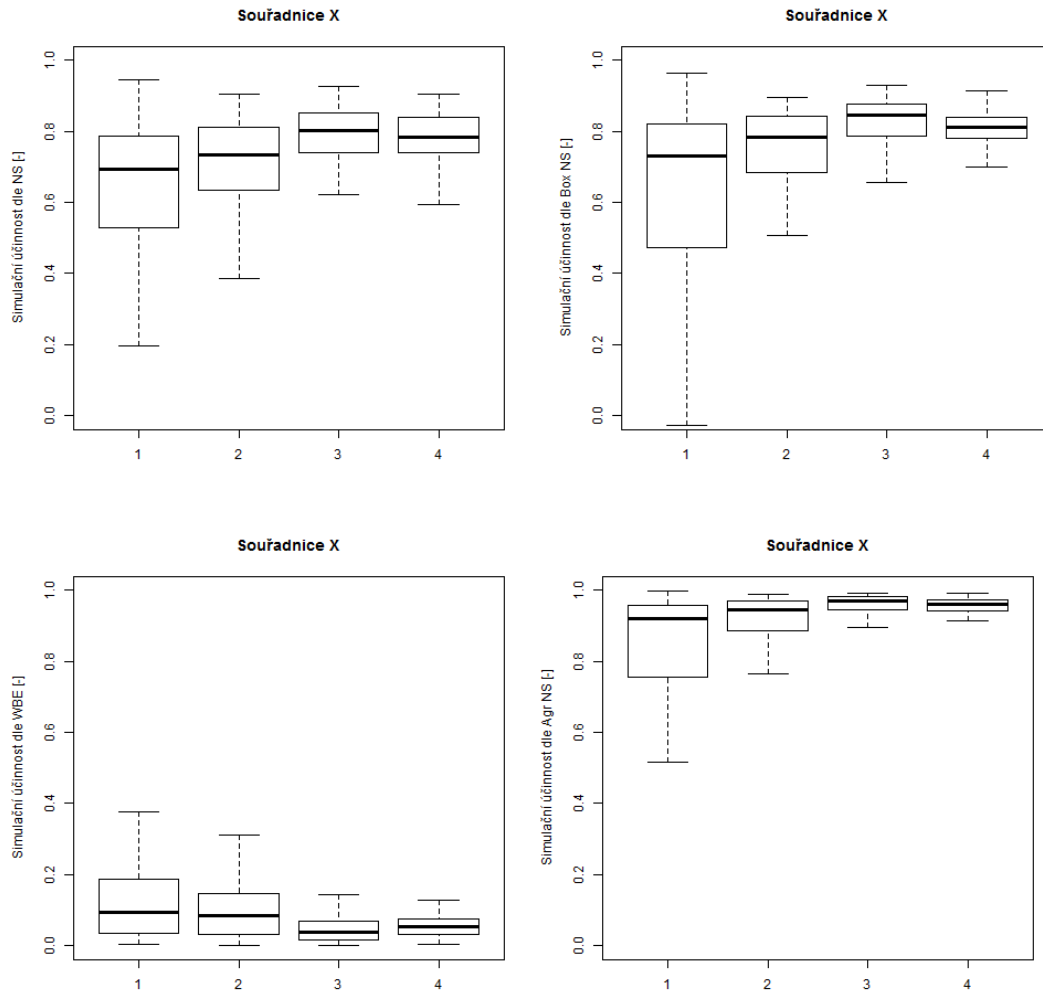 Souřadnice X
Simulační účinnost dle NS [-]
1.0
0.8
0.6
0.4
0.2
0.0
1 2 3 4
Souřadnice X
Simulační účinnost dle Box NS [-]
1.0
0.8
0.6
0.4
0.2
0.0
1 2 3 4
Souřadnice X
Simulační účinnost dle WBE [-]
1.0
0.8
0.6
0.4
0.2
0.0
1 2 3 4
Souřadnice X
Simulační účinnost dle Agr NS [-]
1.0
0.8
0.6
0.4
0.2
0.0
1 2 3 4